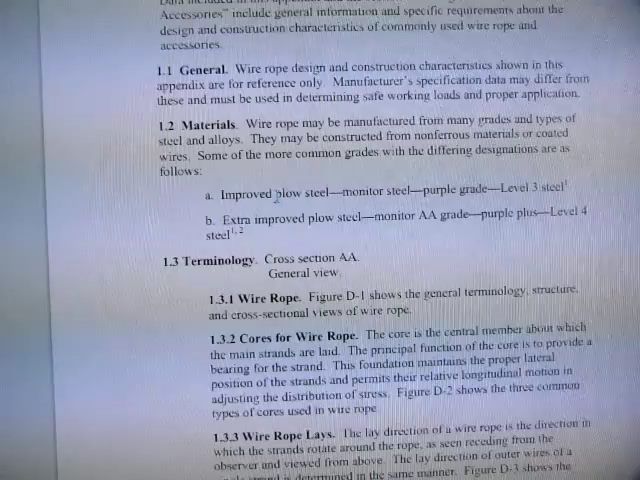 Accessories" include general information and specific requirements about the
design and construction characteristics of commonly used wire rope and
accessories.
1.1 General. Wire rope design and construction characteristics shown in this
appendix are for reference only. Manufacturer's specification data may differ from
these and must be used in determining safe working loads and proper application.
1.2 Materials. Wire rope may be manufactured from many grades and types of
steel and alloys. They may be constructed from nonferrous materials or coated
wires. Some of the more common grades with the differing designations are as
follows:
a. Improved plow steel—monitor steel—purple grade—Level 3 steel¹
b. Extra improved plow steel—monitor AA grade—purple plus—Level 4
steel¹,²
1.3 Terminology. Cross section AA.
General view.
1.3.1 Wire Rope. Figure D-1 shows the general terminology, structure,
and cross-sectional views of wire rope.
1.3.2 Cores for Wire Rope. The core is the central member about which
the main strands are laid. The principal function of the core is to provide a
bearing for the strand. This foundation maintains the proper lateral
position of the strands and permits their relative longitudinal motion in
adjusting the distribution of stress. Figure D-2 shows the three common
types of cores used in wire rope.
1.3.3 Wire Rope Lays. The lay direction of a wire rope is the direction in
which the strands rotate around the rope, as seen receding from the
observer and viewed from above. The lay direction of outer wires of a
strand is determined in the same manner. Figure D-3 shows the